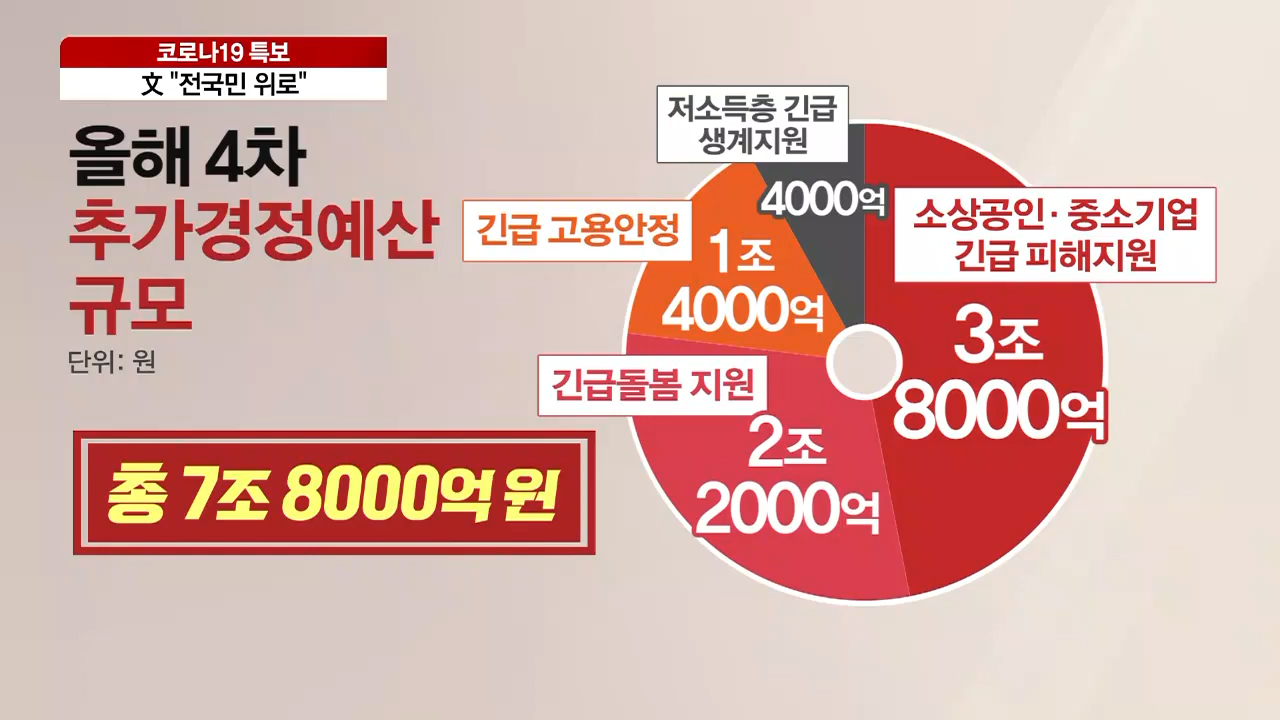 코로나19 특보
文 "전국민 위로"
올해 4차
추가경정예산
규모
단위: 원
총 7조 8000억 원
저소득층 긴급
생계지원
4000억
소상공인· 중소기업
긴급 피해지원
3조
8000억
긴급 고용안정
1조
4000억
긴급돌봄 지원
2조
2000억